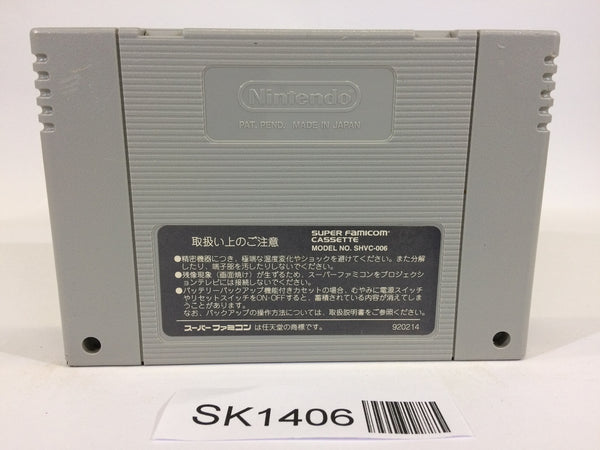 Nintendo
PAT. PEND. MADE IN JAPAN
取扱い上のご注意
SUPER FAMICOM
CASSETTE
MODEL NO. SHVC-006
●精密機器につき、極端な温度変化やショックを避けてください。また分解
したり、端子部を汚したりしないでください。
●残像現象（画面焼け）が生ずるため、スーパーファミコンをプロジェクシ
ョンテレビには接続しないでください。
●バッテリーバックアップ機能付きカセットの場合、むやみに電源スイッチ
やリセットスイッチをON・OFFすると、蓄積されている内容が消えてしま
うことがあります。
なお、バックアップの操作方法については、取扱説明書をご参照ください。
スーパーファミコン は任天堂の商標です。
920214
SK1406